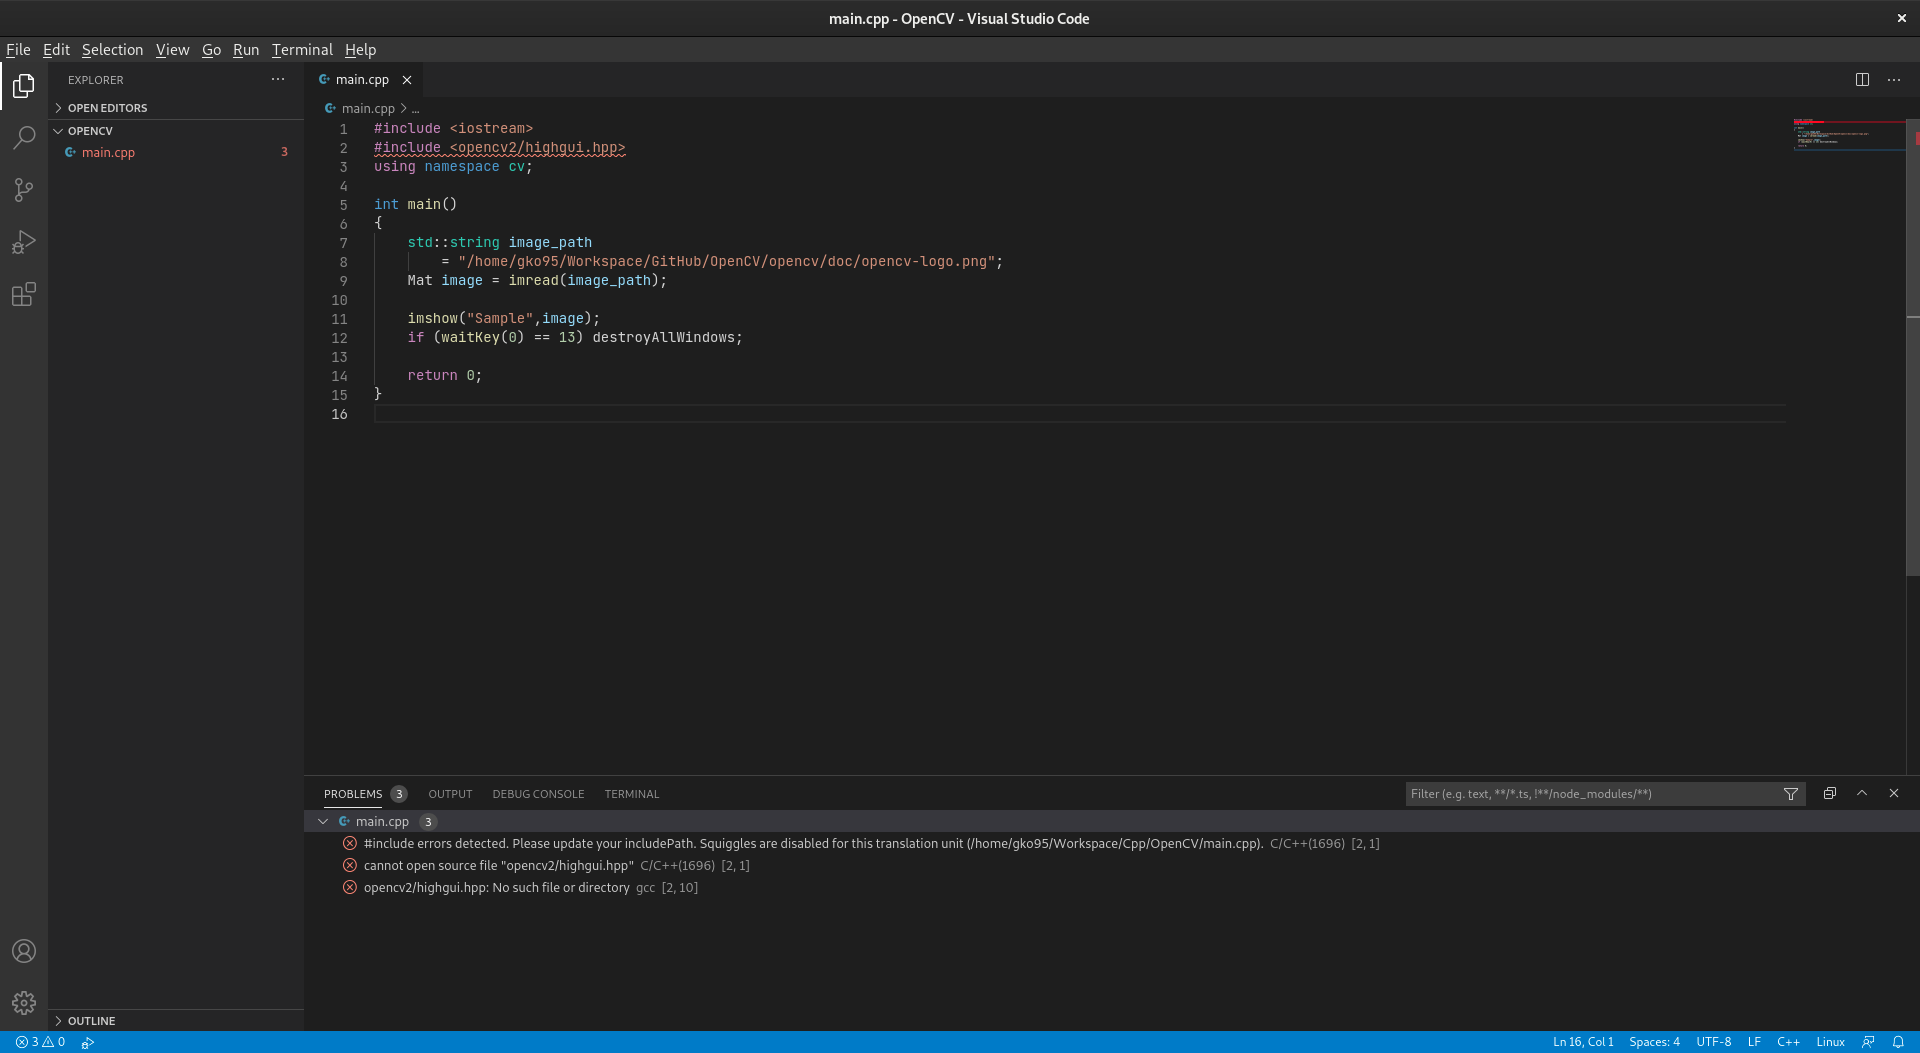 main.cpp - OpenCV - Visual Studio Code
File Edit Selection View Go Run Terminal Help
EXPLORER
OPEN EDITORS
OPENCV
main.cpp 3
main.cpp
main.cpp > ...
1 #include <iostream>
2 #include <opencv2/highgui.hpp>
3 using namespace cv;
4
5 int main()
6 {
7 std::string image_path
8 = "/home/gko95/Workspace/GitHub/OpenCV/opencv/doc/opencv-logo.png";
9 Mat image = imread(image_path);
10
11 imshow("Sample",image);
12 if (waitKey(0) == 13) destroyAllWindows;
13
14 return 0;
15 }
16
PROBLEMS 3 OUTPUT DEBUG CONSOLE TERMINAL
Filter (e.g. text, **/*.ts, !**/node_modules/**)
main.cpp 3
#include errors detected. Please update your includePath. Squiggles are disabled for this translation unit (/home/gko95/Workspace/Cpp/OpenCV/main.cpp). C/C++(1696) [2, 1]
cannot open source file "opencv2/highgui.hpp" C/C++(1696) [2, 1]
opencv2/highgui.hpp: No such file or directory gcc [2, 10]
OUTLINE
3 0
Ln 16, Col 1 Spaces: 4 UTF-8 LF C++ Linux